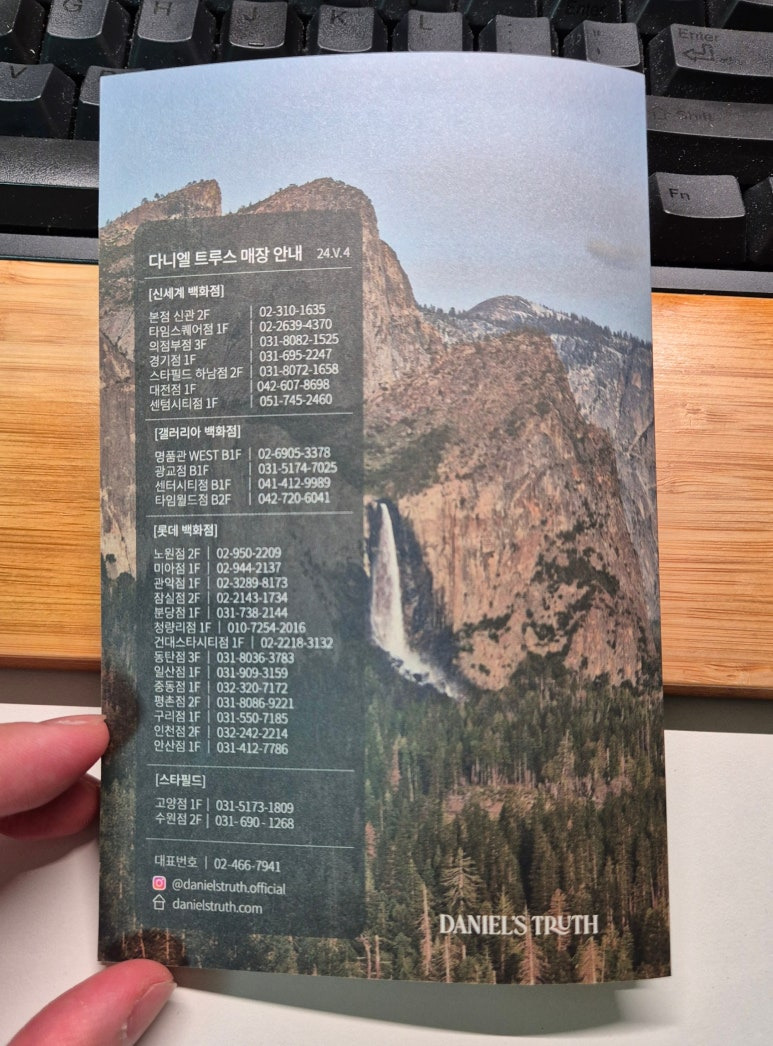 G
H
J
K
L
"
'
Enter
V
Shift
Fn
다니엘 트루스 매장 안내 24.V.4
[신세계 백화점]
본점 신관 2F | 02-310-1635
타임스퀘어점 1F | 02-2639-4370
의정부점 3F | 031-8082-1525
경기점 1F | 031-695-2247
스타필드 하남점 2F | 031-8072-1658
대전점 1F | 042-607-8698
센텀시티점 1F | 051-745-2460
[갤러리아 백화점]
명품관 WEST B1F | 02-6905-3378
광교점 B1F | 031-5174-7025
센터시티점 B1F | 041-412-9989
타임월드점 B2F | 042-720-6041
[롯데 백화점]
노원점 2F | 02-950-2209
미아점 1F | 02-944-2137
관악점 1F | 02-3289-8173
잠실점 2F | 02-2143-1734
분당점 1F | 031-738-2144
청량리점 1F | 010-7254-2016
건대스타시티점 1F | 02-2218-3132
동탄점 3F | 031-8036-3783
일산점 1F | 031-909-3159
중동점 1F | 032-320-7172
평촌점 2F | 031-8086-9221
구리점 1F | 031-550-7185
인천점 2F | 032-242-2214
안산점 1F | 031-412-7786
[스타필드]
고양점 1F | 031-5173-1809
수원점 2F | 031- 690 - 1268
대표번호 | 02-466-7941
@danielstruth.official
danielstruth.com
DANIEL'S TRUTH